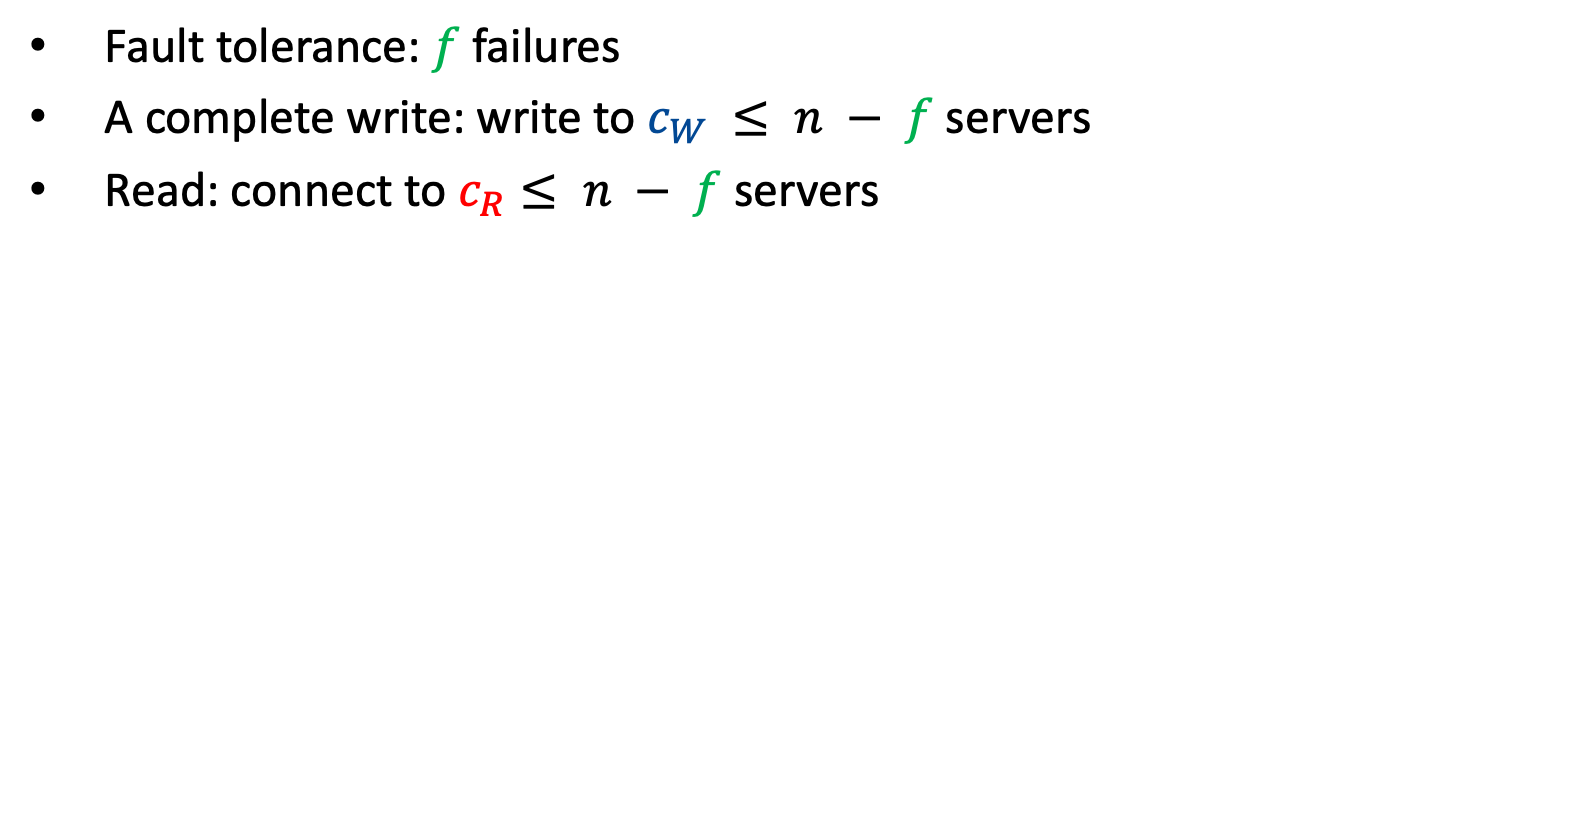 • Fault tolerance: f failures
• A complete write: write to c_W ≤ n − f servers
• Read: connect to c_R ≤ n − f servers